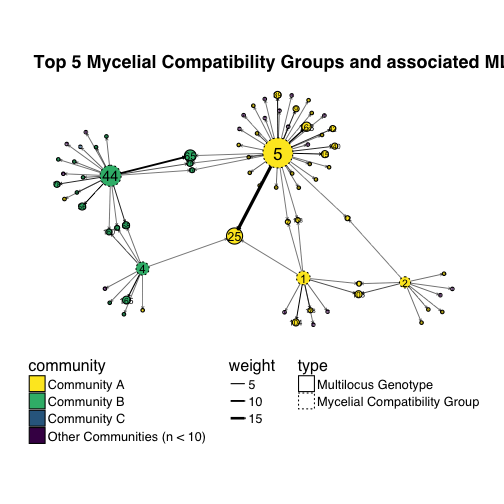 Top 5 Mycelial Compatibility Groups and associated ML
5
44
65
25
4
1
2
community
Community A
Community B
Community C
Other Communities (n < 10)
weight
5
10
15
type
Multilocus Genotype
Mycelial Compatibility Group